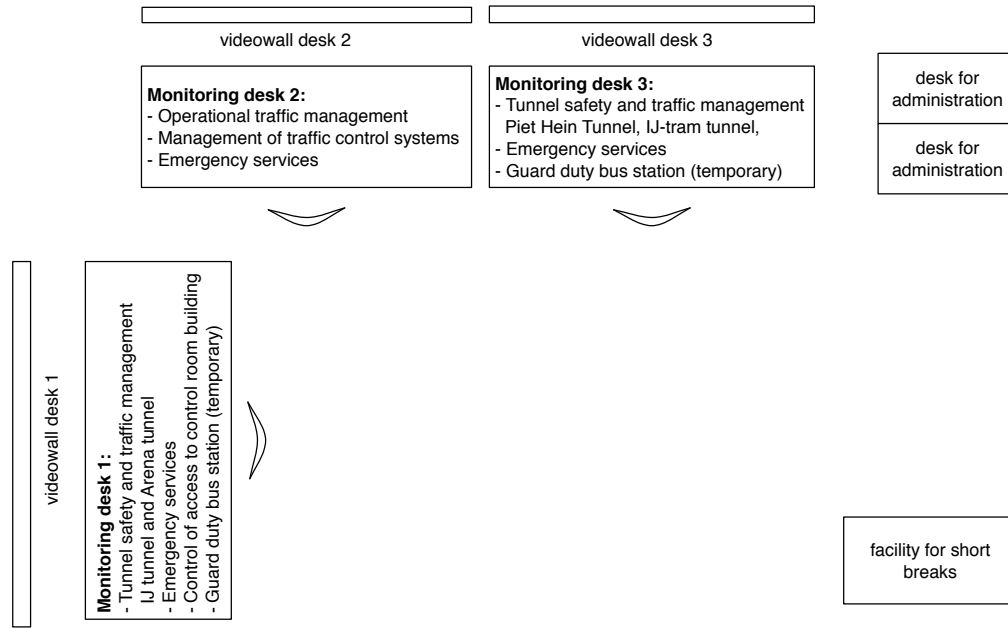 videowall desk 2
videowall desk 3
Monitoring desk 2:
- Operational traffic management
- Management of traffic control systems
- Emergency services
Monitoring desk 3:
- Tunnel safety and traffic management
Piet Hein Tunnel, IJ-tram tunnel,
- Emergency services
- Guard duty bus station (temporary)
desk for
administration
desk for
administration
videowall desk 1
Monitoring desk 1:
- Tunnel safety and traffic management
IJ tunnel and Arena tunnel
- Emergency services
- Control of access to control room building
- Guard duty bus station (temporary)
facility for short
breaks